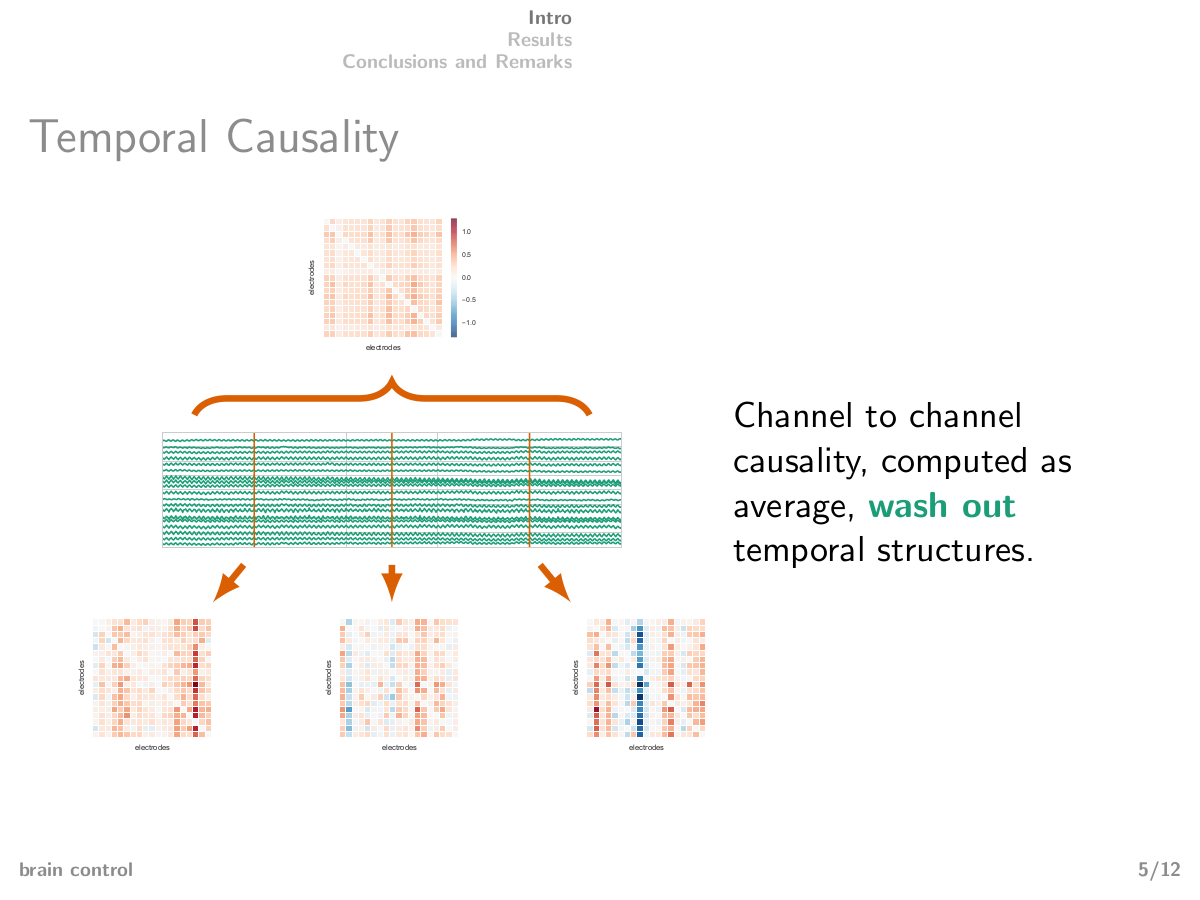 Intro
Results
Conclusions and Remarks
Temporal Causality
electrodes
1.0
0.5
0.0
−0.5
−1.0
electrodes
Channel to channel
causality, computed as
average, wash out
temporal structures.
electrodes
electrodes
electrodes
electrodes
electrodes
electrodes
brain control
5/12